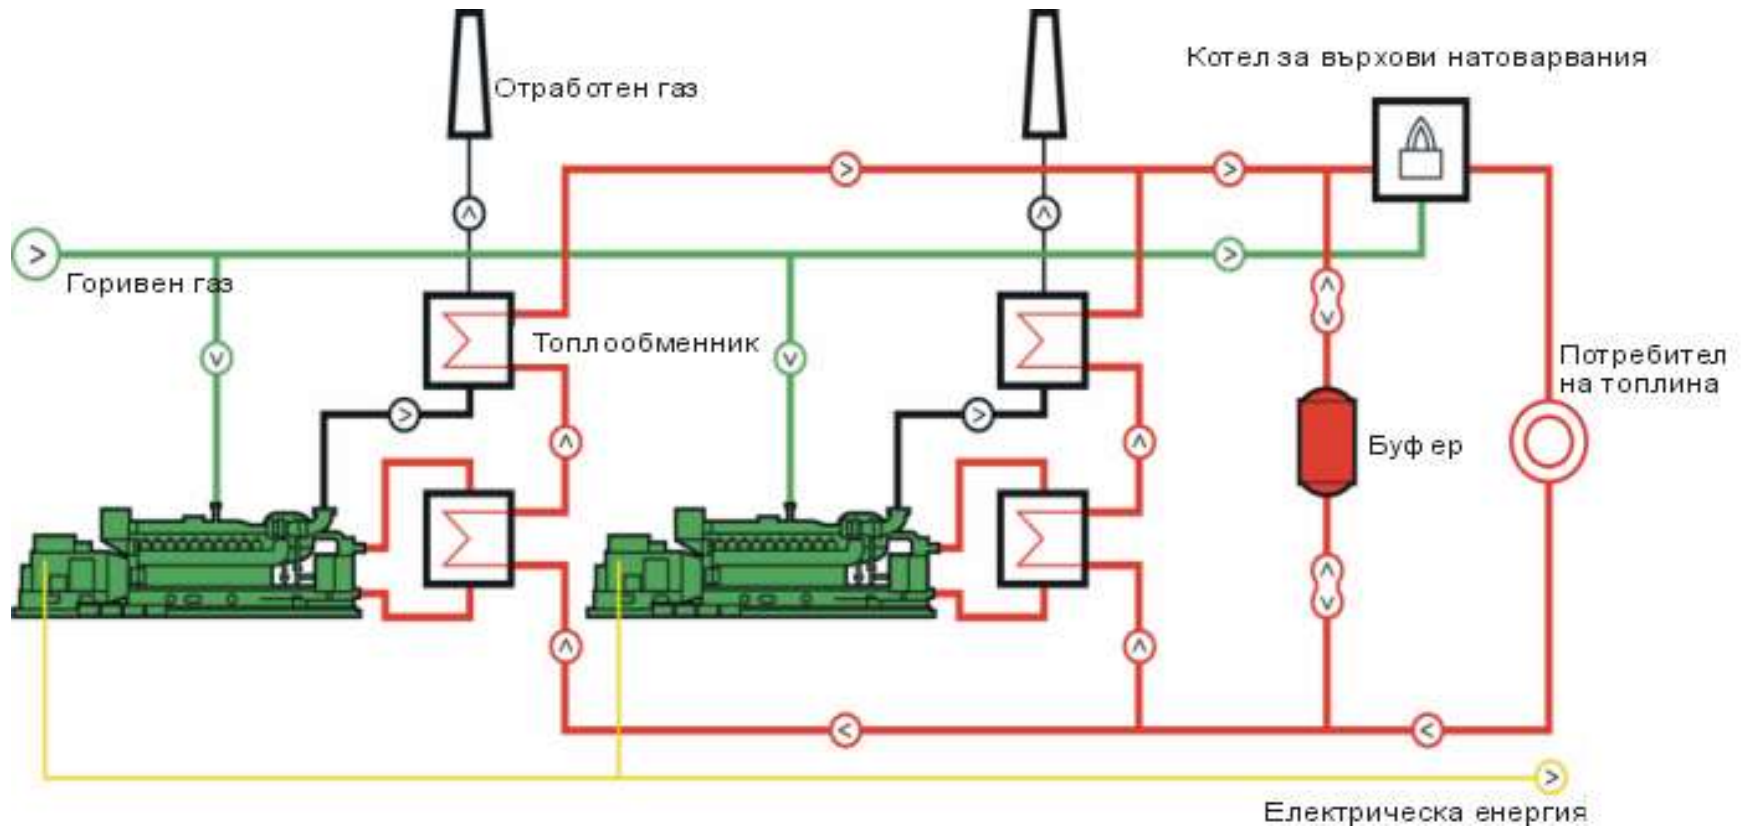 Котел за върхови натоварвания
Отработен газ
Горивен газ
Топлообменник
Потребител
на топлина
Буфер
Електрическа енергия